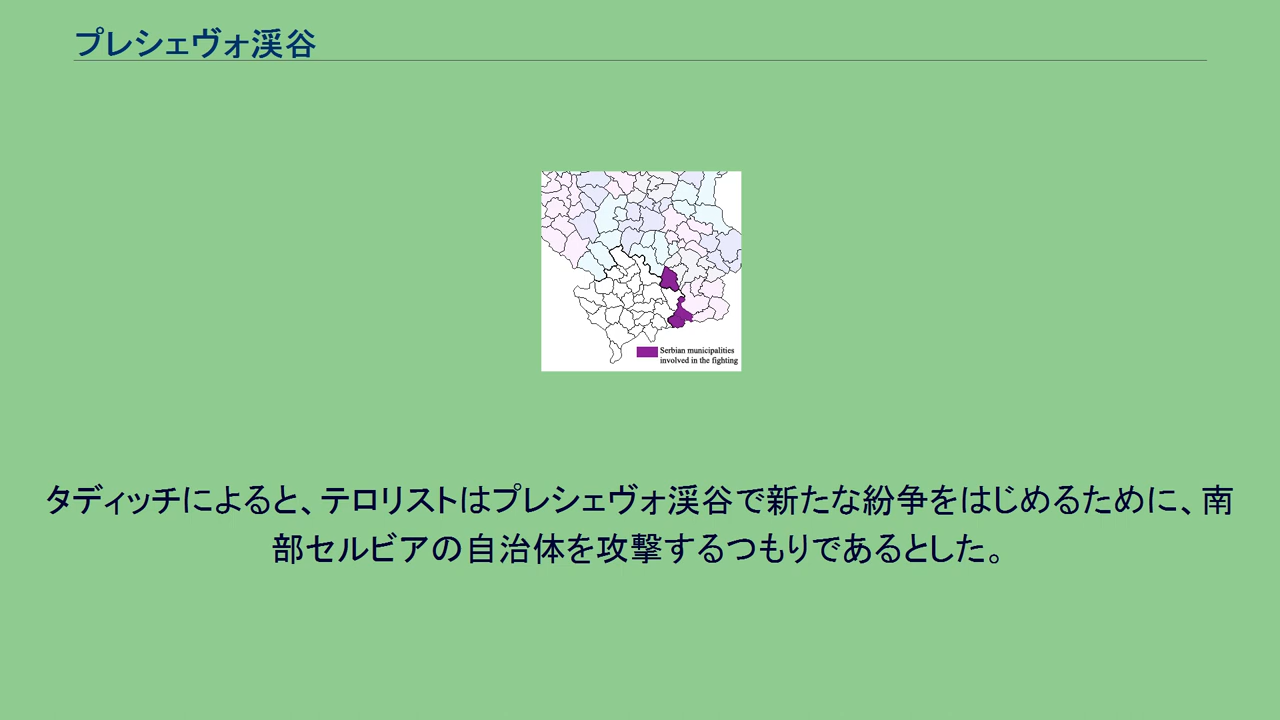 プレシェヴォ渓谷
Serbian municipalities
involved in the fighting
タディッチによると、テロリストはプレシェヴォ渓谷で新たな紛争をはじめるために、南
部セルビアの自治体を攻撃するつもりであるとした。